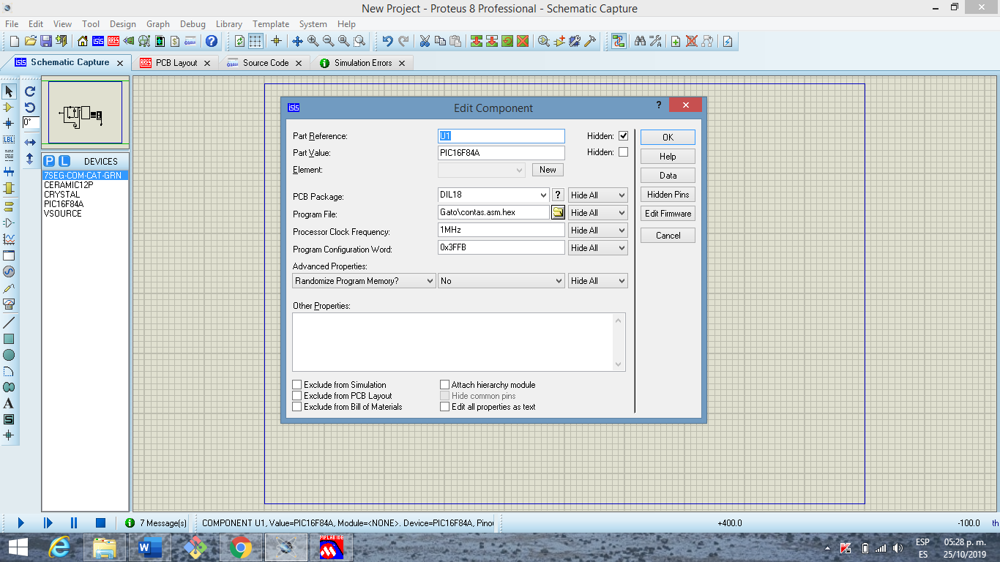 New Project - Proteus 8 Professional - Schematic Capture
File Edit View Tool Design Graph Debug Library Template System Help
Schematic Capture PCB Layout Source Code Simulation Errors
LBL
0°
P L DEVICES
7SEG-COM-CAT-GRN
CERAMIC12P
CRYSTAL
PIC16F84A
VSOURCE
Edit Component
Part Reference: U1 Hidden: OK
Part Value: PIC16F84A Hidden: Help
Element: New Data
PCB Package: DIL18 ? Hide All Hidden Pins
Program File: Gato\contas.asm.hex Hide All Edit Firmware
Processor Clock Frequency: 1MHz Hide All Cancel
Program Configuration Word: 0x3FFB Hide All
Advanced Properties:
Randomize Program Memory? No Hide All
Other Properties:
Exclude from Simulation Attach hierarchy module
Exclude from PCB Layout Hide common pins
Exclude from Bill of Materials Edit all properties as text
7 Message(s) COMPONENT U1, Value=PIC16F84A, Module=<NONE>. Device=PIC16F84A, Pinou +400.0 -100.0 th
MPLAB IDE
ESP 05:28 p. m.
ES 25/10/2019